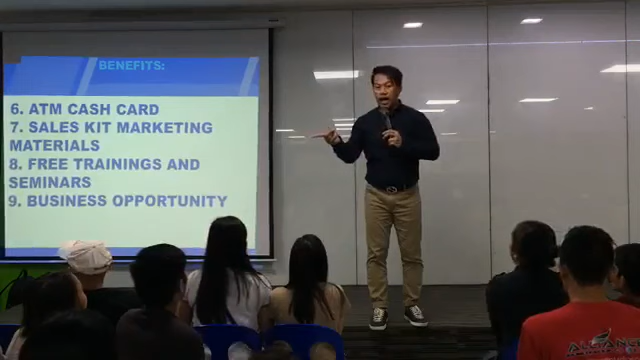 BENEFITS:
6. ATM CASH CARD
7. SALES KIT MARKETING
MATERIALS
8. FREE TRAININGS AND
SEMINARS
9. BUSINESS OPPORTUNITY